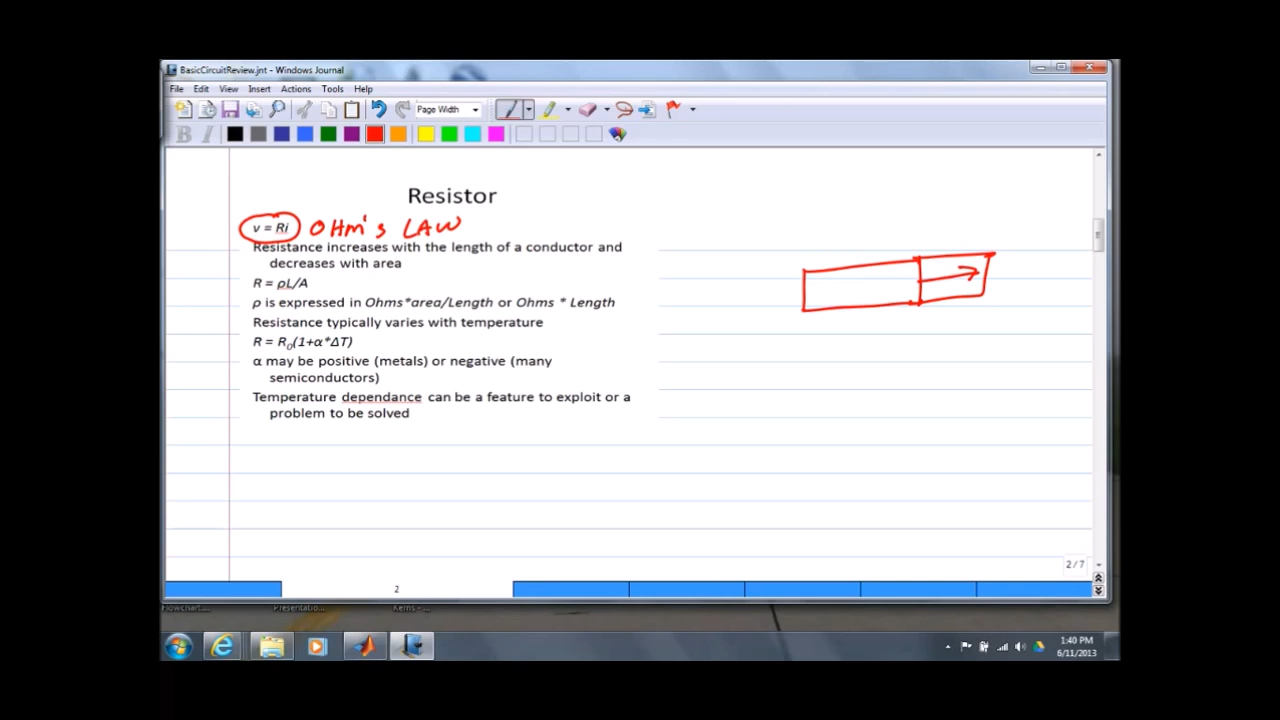 BasicCircuitReview.jnt - Windows Journal
File Edit View Insert Actions Tools Help
Page Width
B I
Resistor
v = Ri OHm's LAW
Resistance increases with the length of a conductor and
decreases with area
R = ρL/A
ρ is expressed in Ohms*area/Length or Ohms * Length
Resistance typically varies with temperature
R = R0(1+α*ΔT)
α may be positive (metals) or negative (many
semiconductors)
Temperature dependance can be a feature to exploit or a
problem to be solved
2 / 7
2
Flowchart... Presentatio... Kerns - ...
1:40 PM
6/11/2013